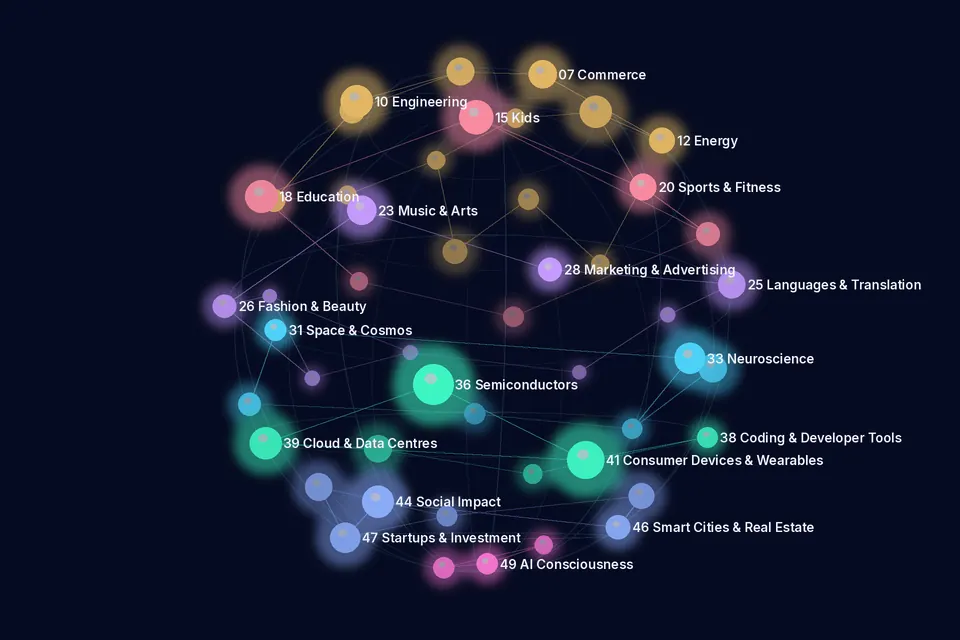 07 Commerce
10 Engineering
15 Kids
12 Energy
20 Sports & Fitness
18 Education
23 Music & Arts
28 Marketing & Advertising
25 Languages & Translation
26 Fashion & Beauty
31 Space & Cosmos
33 Neuroscience
36 Semiconductors
38 Coding & Developer Tools
39 Cloud & Data Centres
41 Consumer Devices & Wearables
44 Social Impact
46 Smart Cities & Real Estate
47 Startups & Investment
49 AI Consciousness